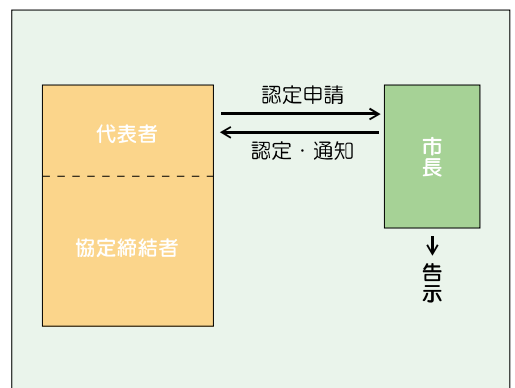 認定申請
代表者
認定・通知
市長
協定締結者
告示